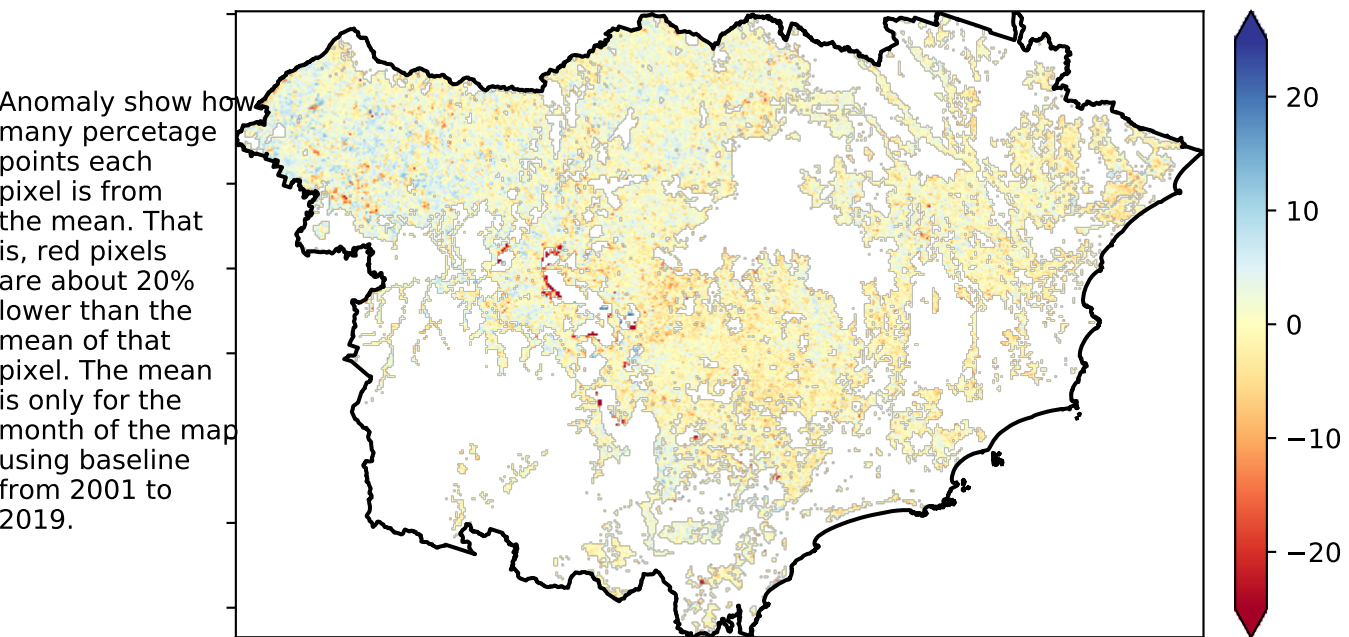 Anomaly show how
many percetage
points each
pixel is from
the mean. That
is, red pixels
are about 20%
lower than the
mean of that
pixel. The mean
is only for the
month of the map
using baseline
from 2001 to
2019.
20
10
0
−10
−20